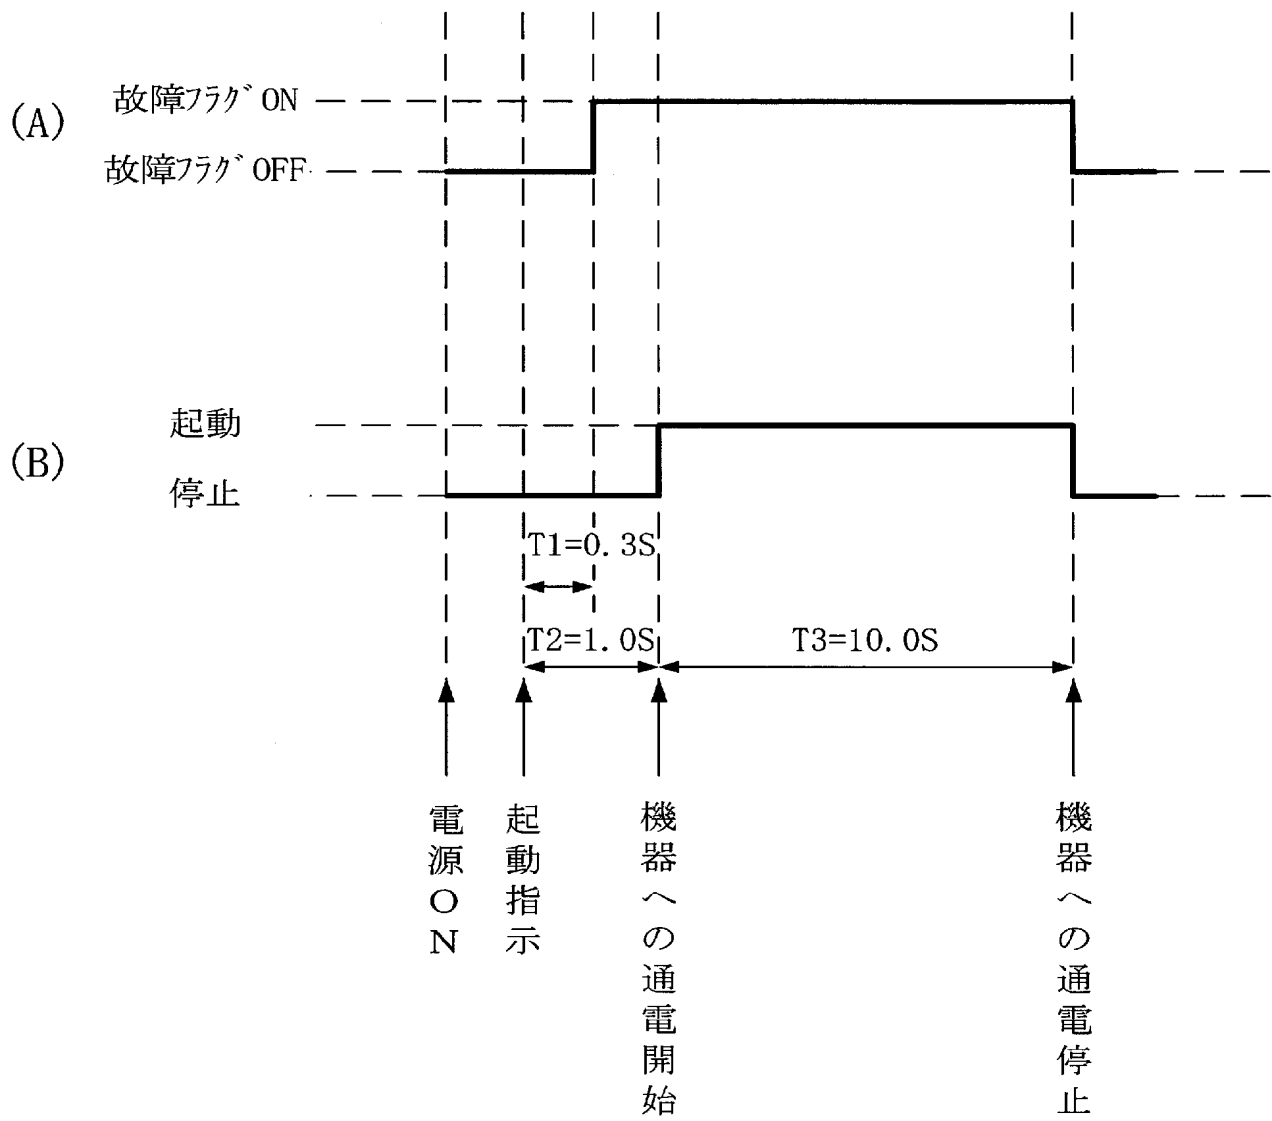 (A)
故障ﾌﾗｸﾞON
故障ﾌﾗｸﾞOFF
(B)
起動
停止
T1=0.3S
T2=1.0S
T3=10.0S
電源ON
起動指示
機器への通電開始
機器への通電停止